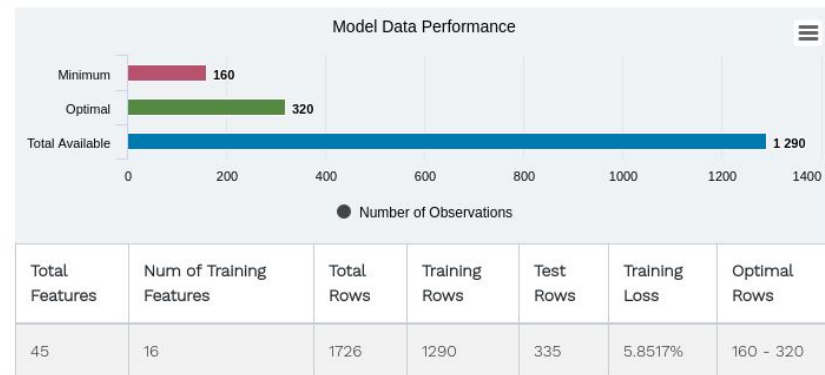 Model Data Performance
Minimum 160
Optimal 320
Total Available 1 290
0 200 400 600 800 1000 1200 1400
Number of Observations
Total Features Num of Training Features Total Rows Training Rows Test Rows Training Loss Optimal Rows
45 16 1726 1290 335 5.8517% 160 - 320